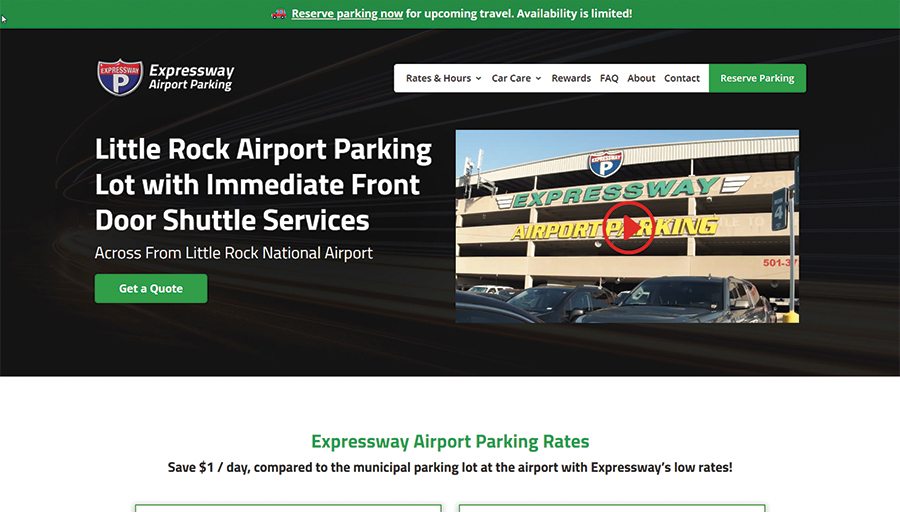 Reserve parking now for upcoming travel. Availability is limited!
EXPRESSWAY
P
Expressway
Airport Parking
Rates & Hours
Car Care
Rewards
FAQ
About
Contact
Reserve Parking
Little Rock Airport Parking
Lot with Immediate Front
Door Shuttle Services
Across From Little Rock National Airport
Get a Quote
EXPRESSWAY
P
EXPRESSWAY
AIRPORT PARKING
4
501-37
Expressway Airport Parking Rates
Save $1 / day, compared to the municipal parking lot at the airport with Expressway's low rates!